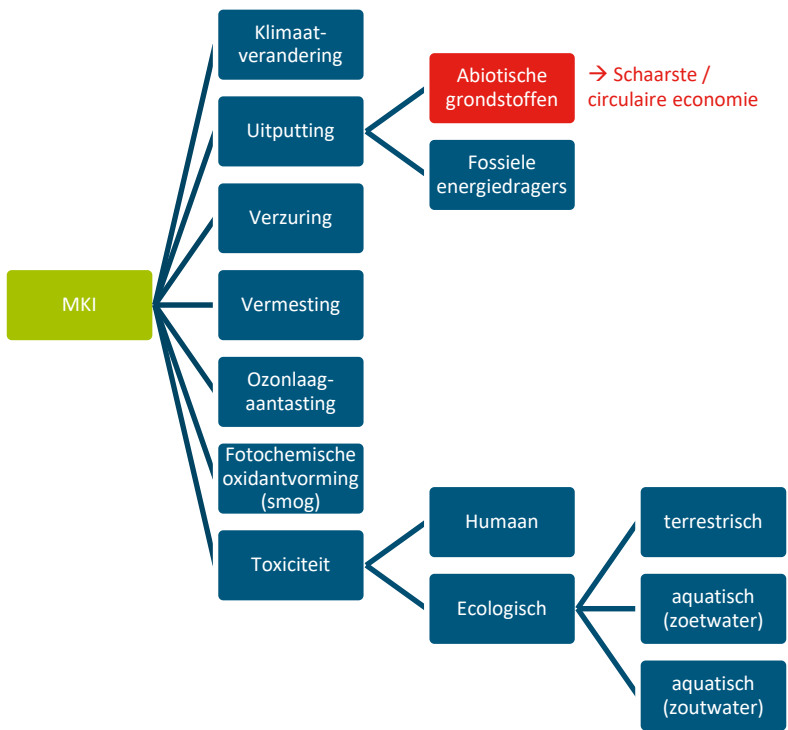 Klimaat-
verandering
Abiotische
grondstoffen
→ Schaarste /
circulaire economie
Uitputting
Fossiele
energiedragers
Verzuring
MKI
Vermesting
Ozonlaag-
aantasting
Fotochemische
oxidantvorming
(smog)
Humaan
terrestrisch
Toxiciteit
Ecologisch
aquatisch
(zoetwater)
aquatisch
(zoutwater)